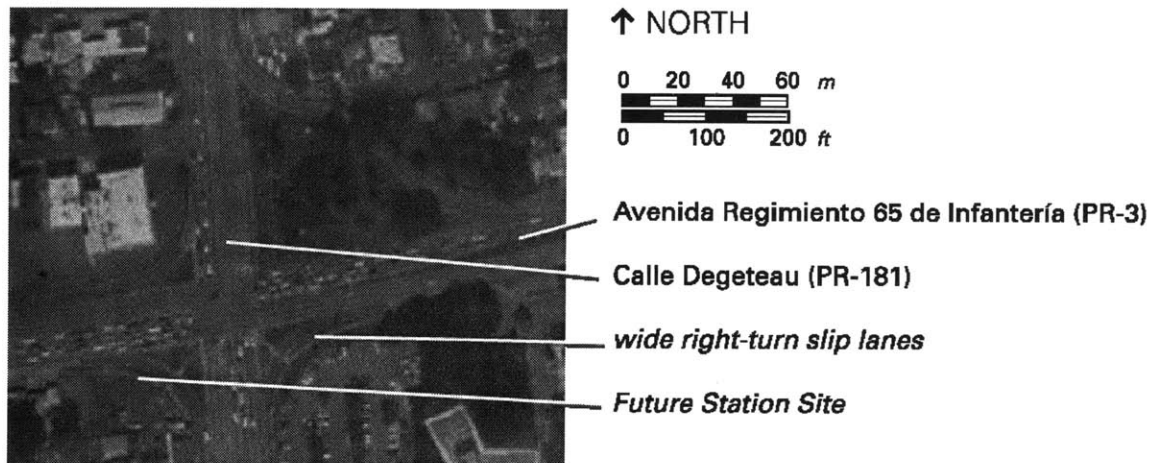 ↑ NORTH
0 20 40 60 m
0 100 200 ft
Avenida Regimiento 65 de Infantería (PR-3)
Calle Degeteau (PR-181)
wide right-turn slip lanes
Future Station Site